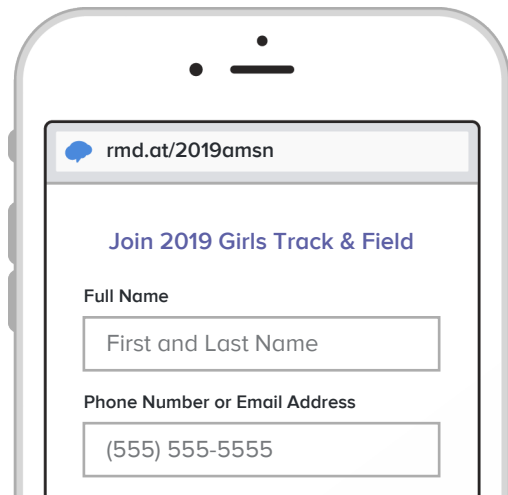 rmd.at/2019amsn
Join 2019 Girls Track & Field
Full Name
First and Last Name
Phone Number or Email Address
(555) 555-5555